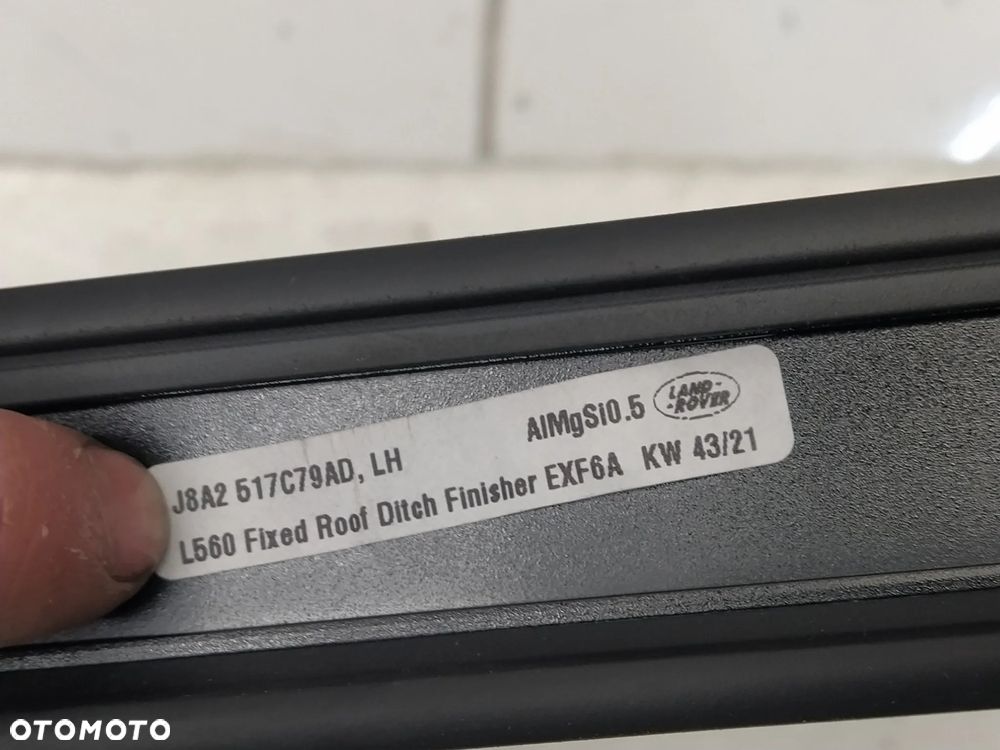 AlMgSi0.5 LAND-
-ROVER
J8A2 517C79AD, LH
L560 Fixed Roof Ditch Finisher EXF6A KW 43/21
OTOMOTO